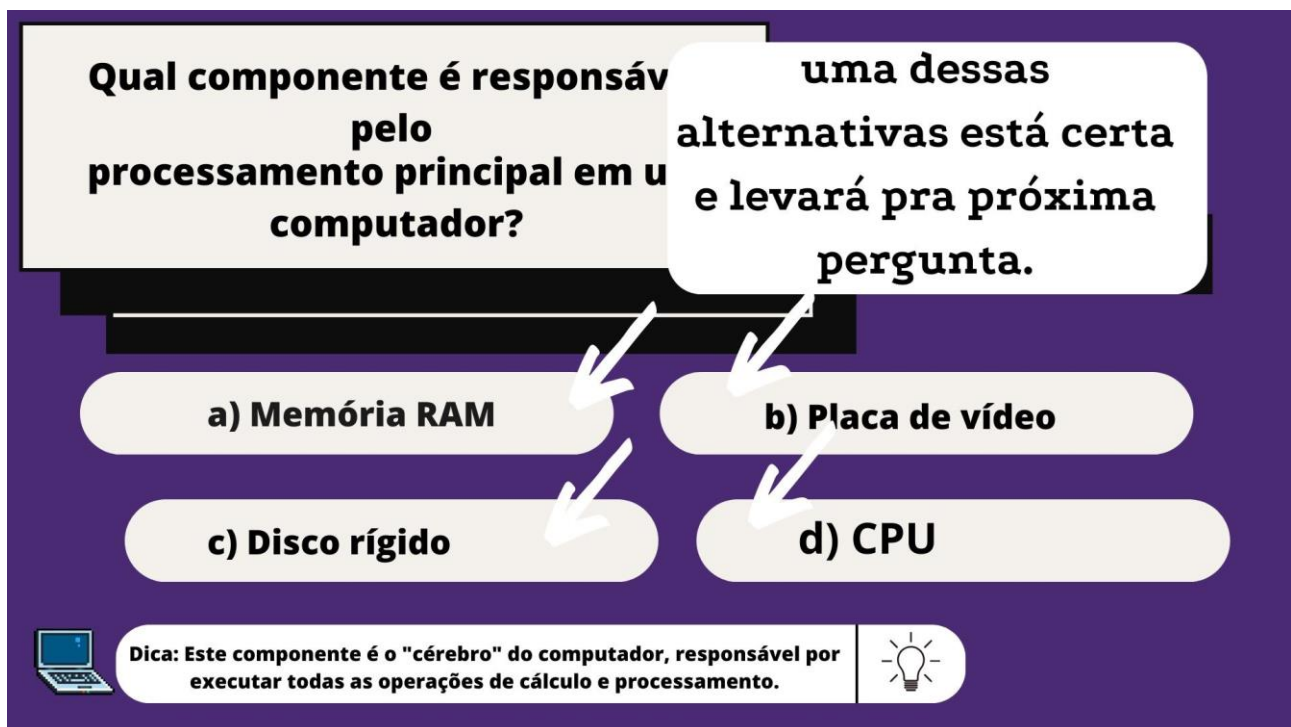 Qual componente é responsáv
pelo
processamento principal em u
computador?
uma dessas
alternativas está certa
e levará pra próxima
pergunta.
a) Memória RAM
b) Placa de vídeo
c) Disco rígido
d) CPU
Dica: Este componente é o "cérebro" do computador, responsável por
executar todas as operações de cálculo e processamento.